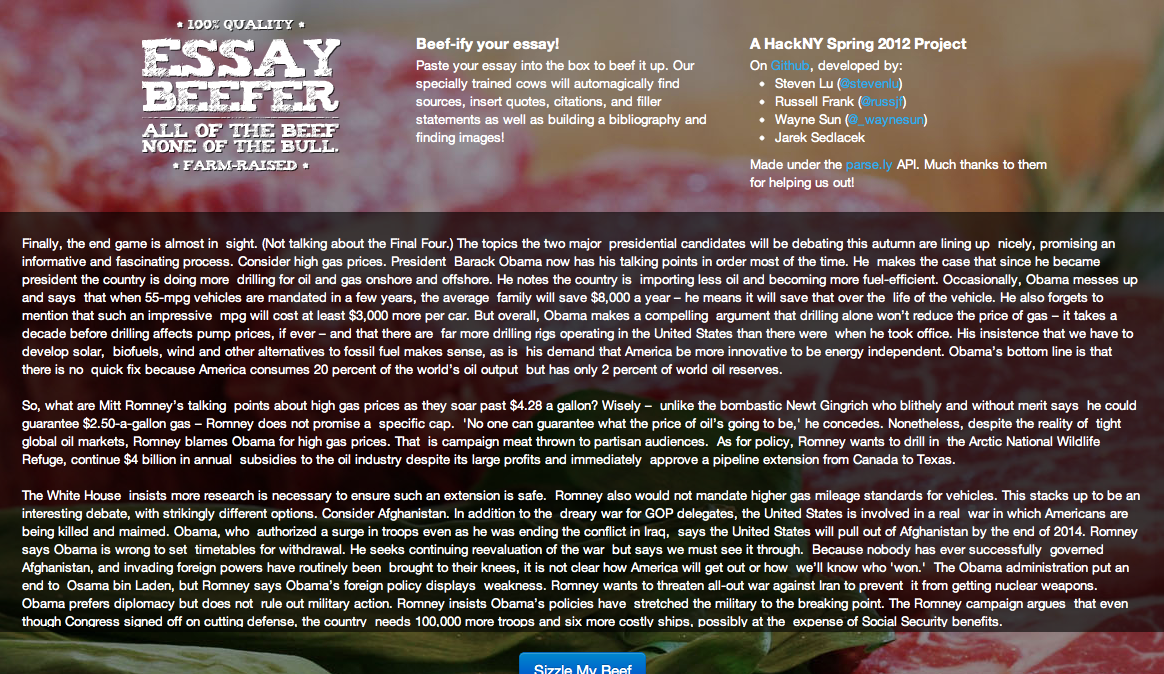 100% QUALITY
ESSAY
BEEFER
ALL OF THE BEEF
NONE OF THE BULL.
FARM-RAISED
Beef-ify your essay!
Paste your essay into the box to beef it up. Our
specially trained cows will automagically find
sources, insert quotes, citations, and filler
statements as well as building a bibliography and
finding images!
A HackNY Spring 2012 Project
On Github, developed by:
Steven Lu (@stevenlu)
Russell Frank (@russjf)
Wayne Sun (@_waynesun)
Jarek Sedlacek
Made under the parse.ly API. Much thanks to them
for helping us out!
Finally, the end game is almost in sight. (Not talking about the Final Four.) The topics the two major presidential candidates will be debating this autumn are lining up nicely, promising an
informative and fascinating process. Consider high gas prices. President Barack Obama now has his talking points in order most of the time. He makes the case that since he became
president the country is doing more drilling for oil and gas onshore and offshore. He notes the country is importing less oil and becoming more fuel-efficient. Occasionally, Obama messes up
and says that when 55-mpg vehicles are mandated in a few years, the average family will save $8,000 a year – he means it will save that over the life of the vehicle. He also forgets to
mention that such an impressive mpg will cost at least $3,000 more per car. But overall, Obama makes a compelling argument that drilling alone won't reduce the price of gas – it takes a
decade before drilling affects pump prices, if ever – and that there are far more drilling rigs operating in the United States than there were when he took office. His insistence that we have to
develop solar, biofuels, wind and other alternatives to fossil fuel makes sense, as is his demand that America be more innovative to be energy independent. Obama's bottom line is that
there is no quick fix because America consumes 20 percent of the world's oil output but has only 2 percent of world oil reserves.
So, what are Mitt Romney's talking points about high gas prices as they soar past $4.28 a gallon? Wisely – unlike the bombastic Newt Gingrich who blithely and without merit says he could
guarantee $2.50-a-gallon gas – Romney does not promise a specific cap. 'No one can guarantee what the price of oil's going to be,' he concedes. Nonetheless, despite the reality of tight
global oil markets, Romney blames Obama for high gas prices. That is campaign meat thrown to partisan audiences. As for policy, Romney wants to drill in the Arctic National Wildlife
Refuge, continue $4 billion in annual subsidies to the oil industry despite its large profits and immediately approve a pipeline extension from Canada to Texas.
The White House insists more research is necessary to ensure such an extension is safe. Romney also would not mandate higher gas mileage standards for vehicles. This stacks up to be an
interesting debate, with strikingly different options. Consider Afghanistan. In addition to the dreary war for GOP delegates, the United States is involved in a real war in which Americans are
being killed and maimed. Obama, who authorized a surge in troops even as he was ending the conflict in Iraq, says the United States will pull out of Afghanistan by the end of 2014. Romney
says Obama is wrong to set timetables for withdrawal. He seeks continuing reevaluation of the war but says we must see it through. Because nobody has ever successfully governed
Afghanistan, and invading foreign powers have routinely been brought to their knees, it is not clear how America will get out or how we'll know who 'won.' The Obama administration put an
end to Osama bin Laden, but Romney says Obama's foreign policy displays weakness. Romney wants to threaten all-out war against Iran to prevent it from getting nuclear weapons.
Obama prefers diplomacy but does not rule out military action. Romney insists Obama's policies have stretched the military to the breaking point. The Romney campaign argues that even
though Congress signed off on cutting defense, the country needs 100,000 more troops and six more costly ships, possibly at the expense of Social Security benefits.
Sizzle My Beef